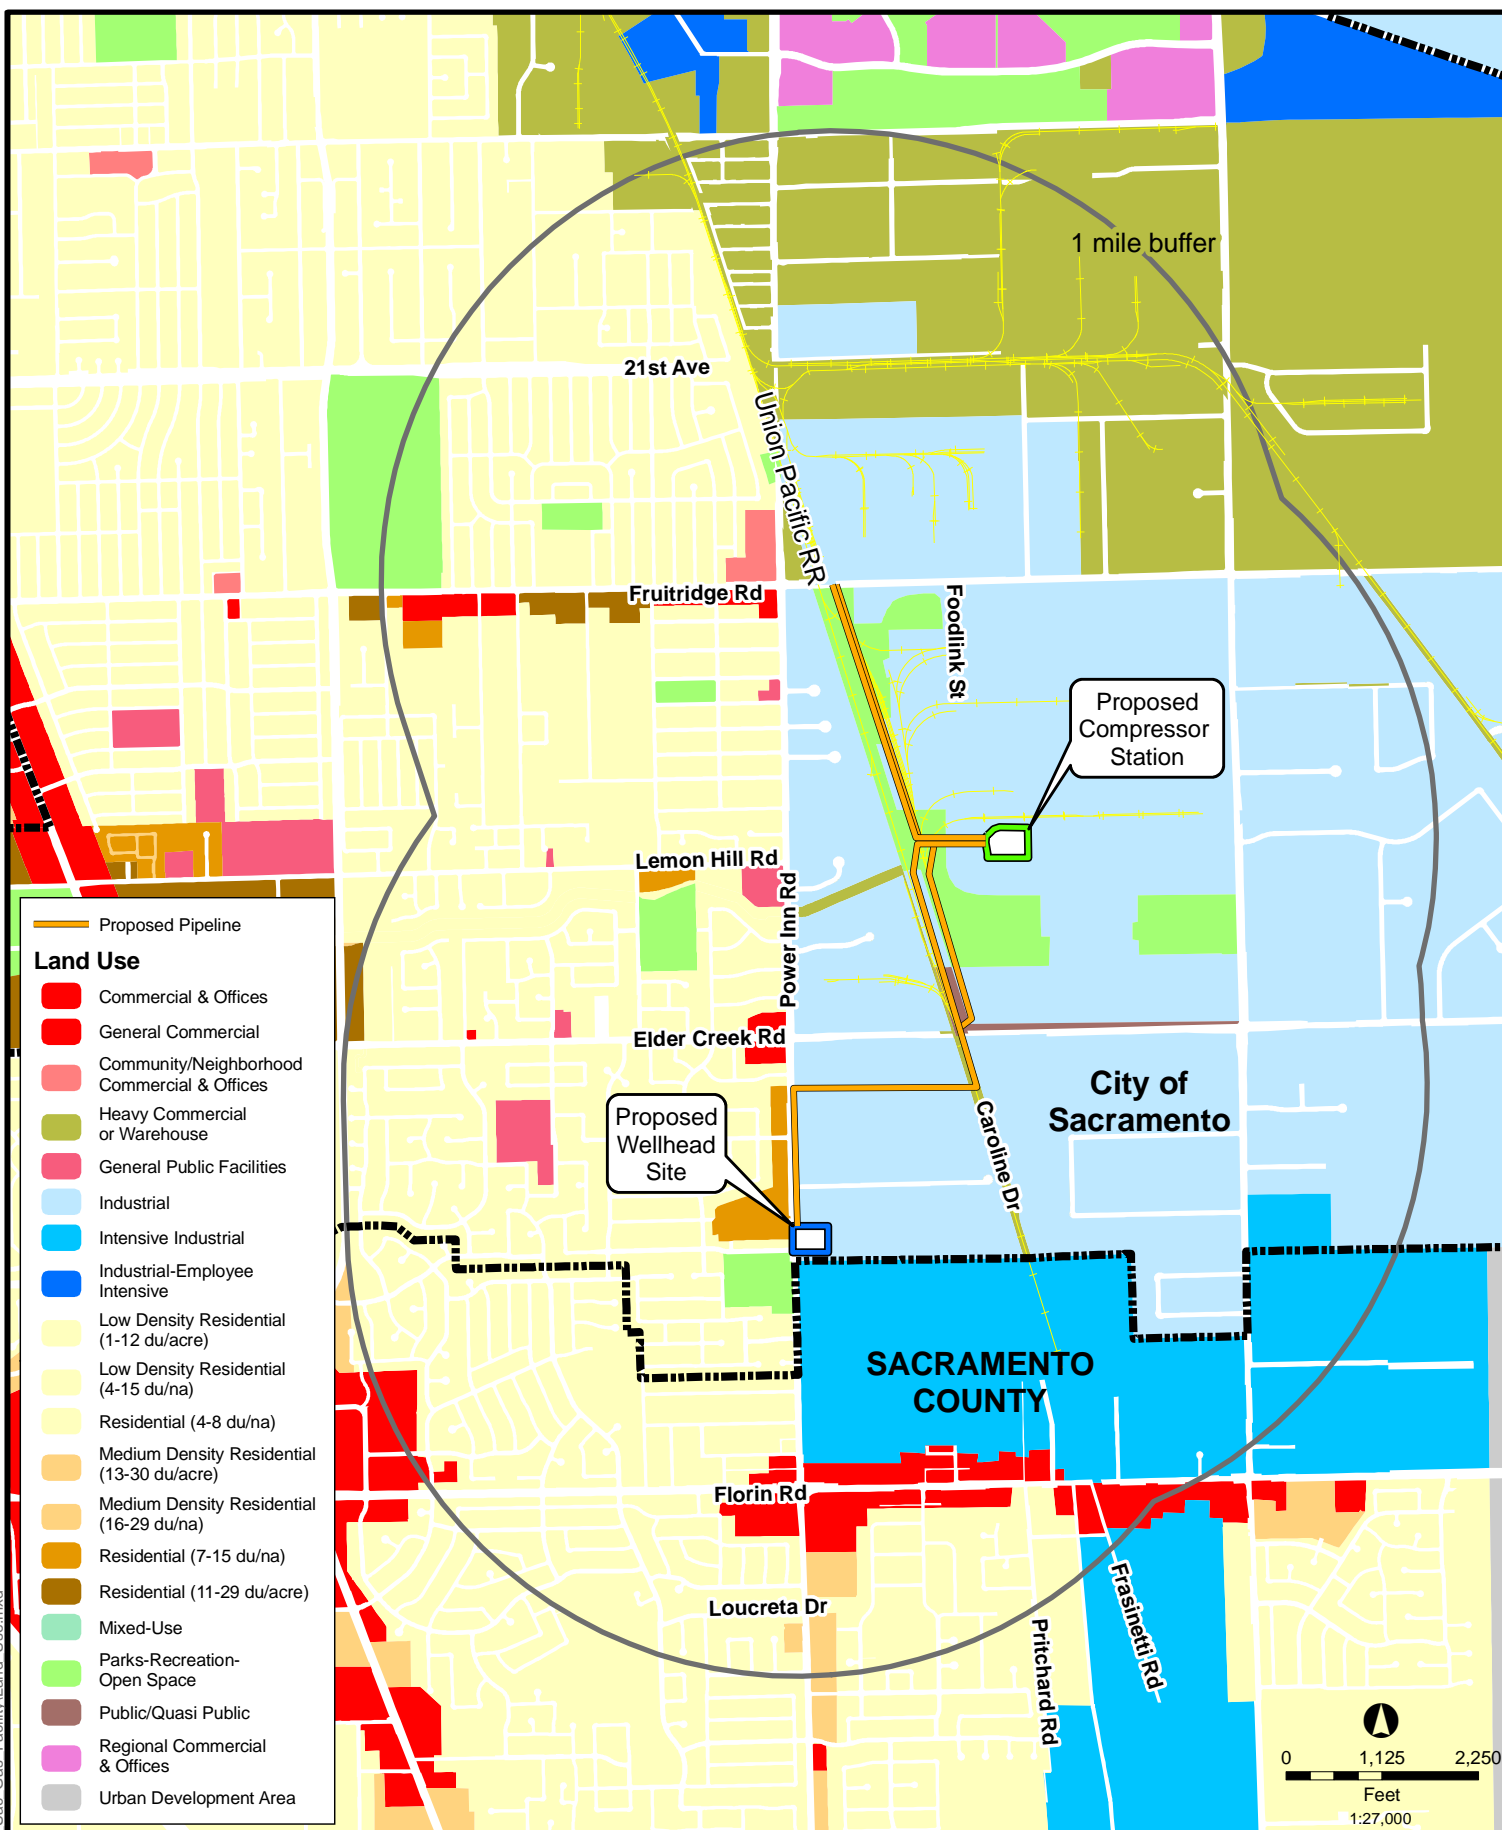 1 mile buffer
21st Ave
Union Pacific RR
Fruitridge Rd
Foodlink St
Proposed
Compressor
Station
Lemon Hill Rd
Power Inn Rd
Elder Creek Rd
City of
Sacramento
Proposed
Wellhead
Site
Caroline Dr
SACRAMENTO
COUNTY
Florin Rd
Loucreta Dr
Pritchard Rd
Frasinetti Rd
Proposed Pipeline
Land Use
Commercial & Offices
General Commercial
Community/Neighborhood
Commercial & Offices
Heavy Commercial
or Warehouse
General Public Facilities
Industrial
Intensive Industrial
Industrial-Employee
Intensive
Low Density Residential
(1-12 du/acre)
Low Density Residential
(4-15 du/na)
Residential (4-8 du/na)
Medium Density Residential
(13-30 du/acre)
Medium Density Residential
(16-29 du/na)
Residential (7-15 du/na)
Residential (11-29 du/acre)
Mixed-Use
Parks-Recreation-
Open Space
Public/Quasi Public
Regional Commercial
& Offices
Urban Development Area
0 1,125 2,250
Feet
1:27,000